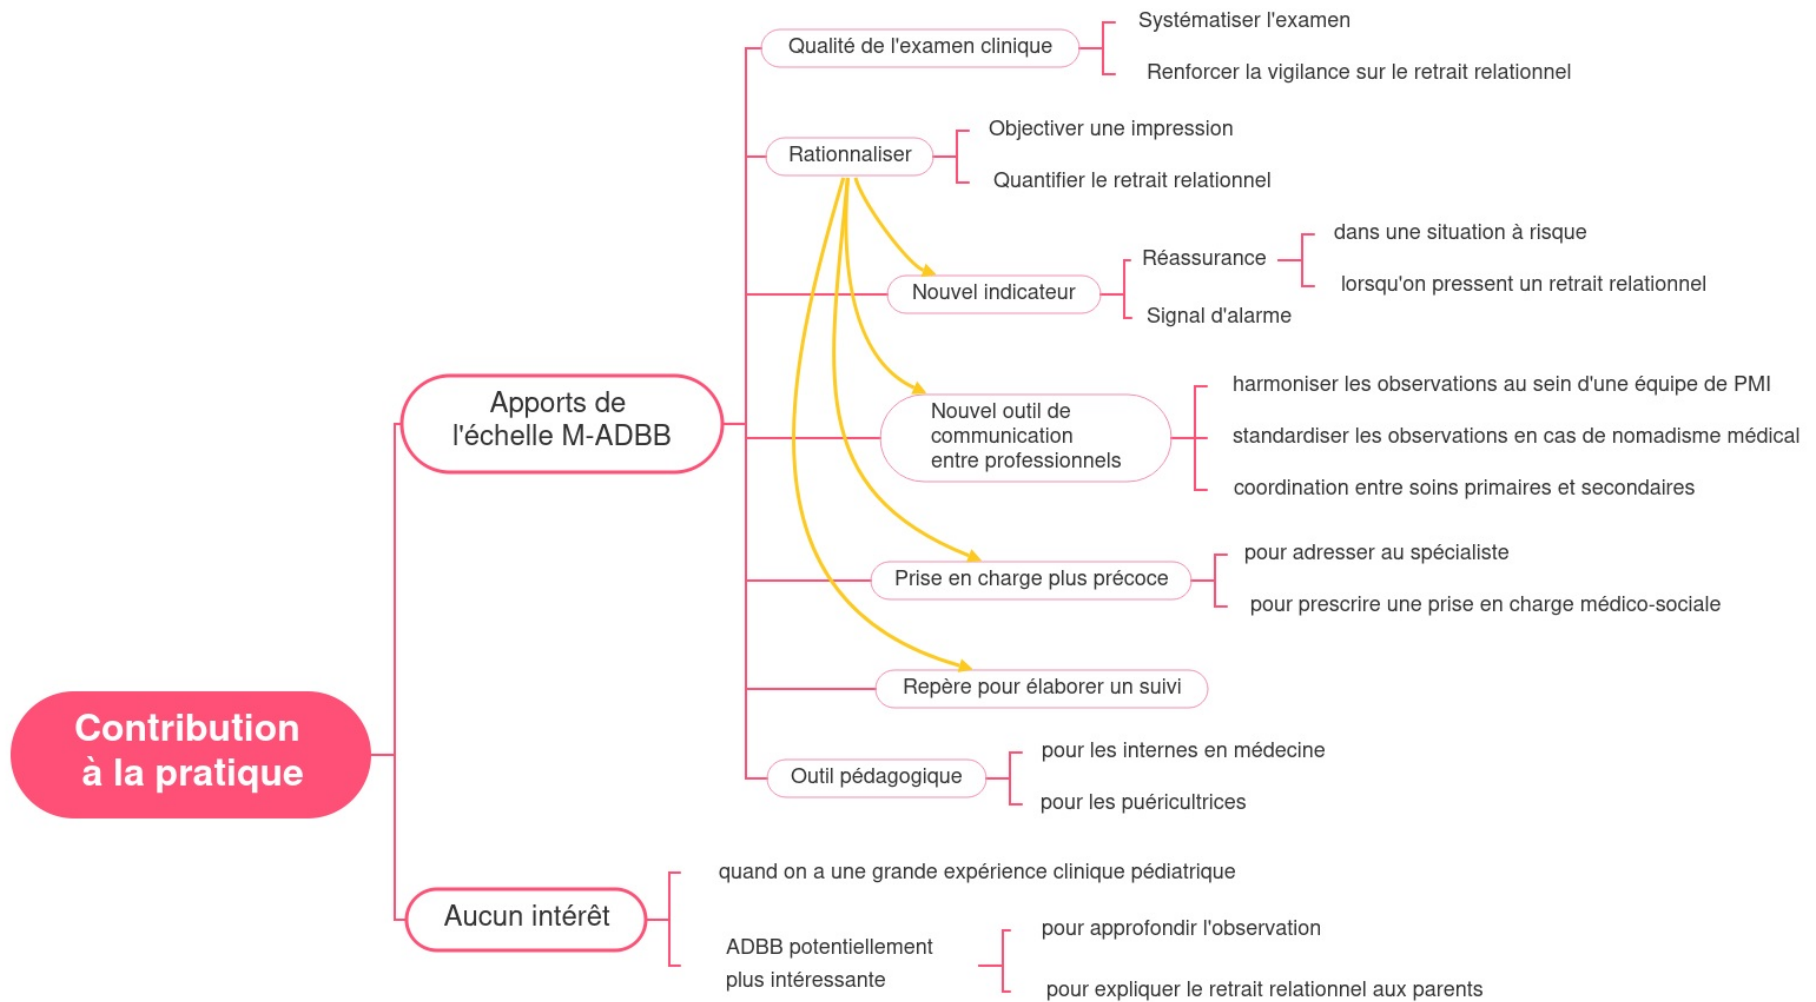 Systématiser l'examen
Qualité de l'examen clinique
Renforcer la vigilance sur le retrait relationnel
Objectiver une impression
Rationnaliser
Quantifier le retrait relationnel
dans une situation à risque
Réassurance
lorsqu'on pressent un retrait relationnel
Nouvel indicateur
Signal d'alarme
Apports de
l'échelle M-ADBB
harmoniser les observations au sein d'une équipe de PMI
Nouvel outil de
communication
entre professionnels
standardiser les observations en cas de nomadisme médical
coordination entre soins primaires et secondaires
pour adresser au spécialiste
Prise en charge plus précoce
pour prescrire une prise en charge médico-sociale
Repère pour élaborer un suivi
Contribution
à la pratique
pour les internes en médecine
Outil pédagogique
pour les puéricultrices
quand on a une grande expérience clinique pédiatrique
Aucun intérêt
ADBB potentiellement
plus intéressante
pour approfondir l'observation
pour expliquer le retrait relationnel aux parents